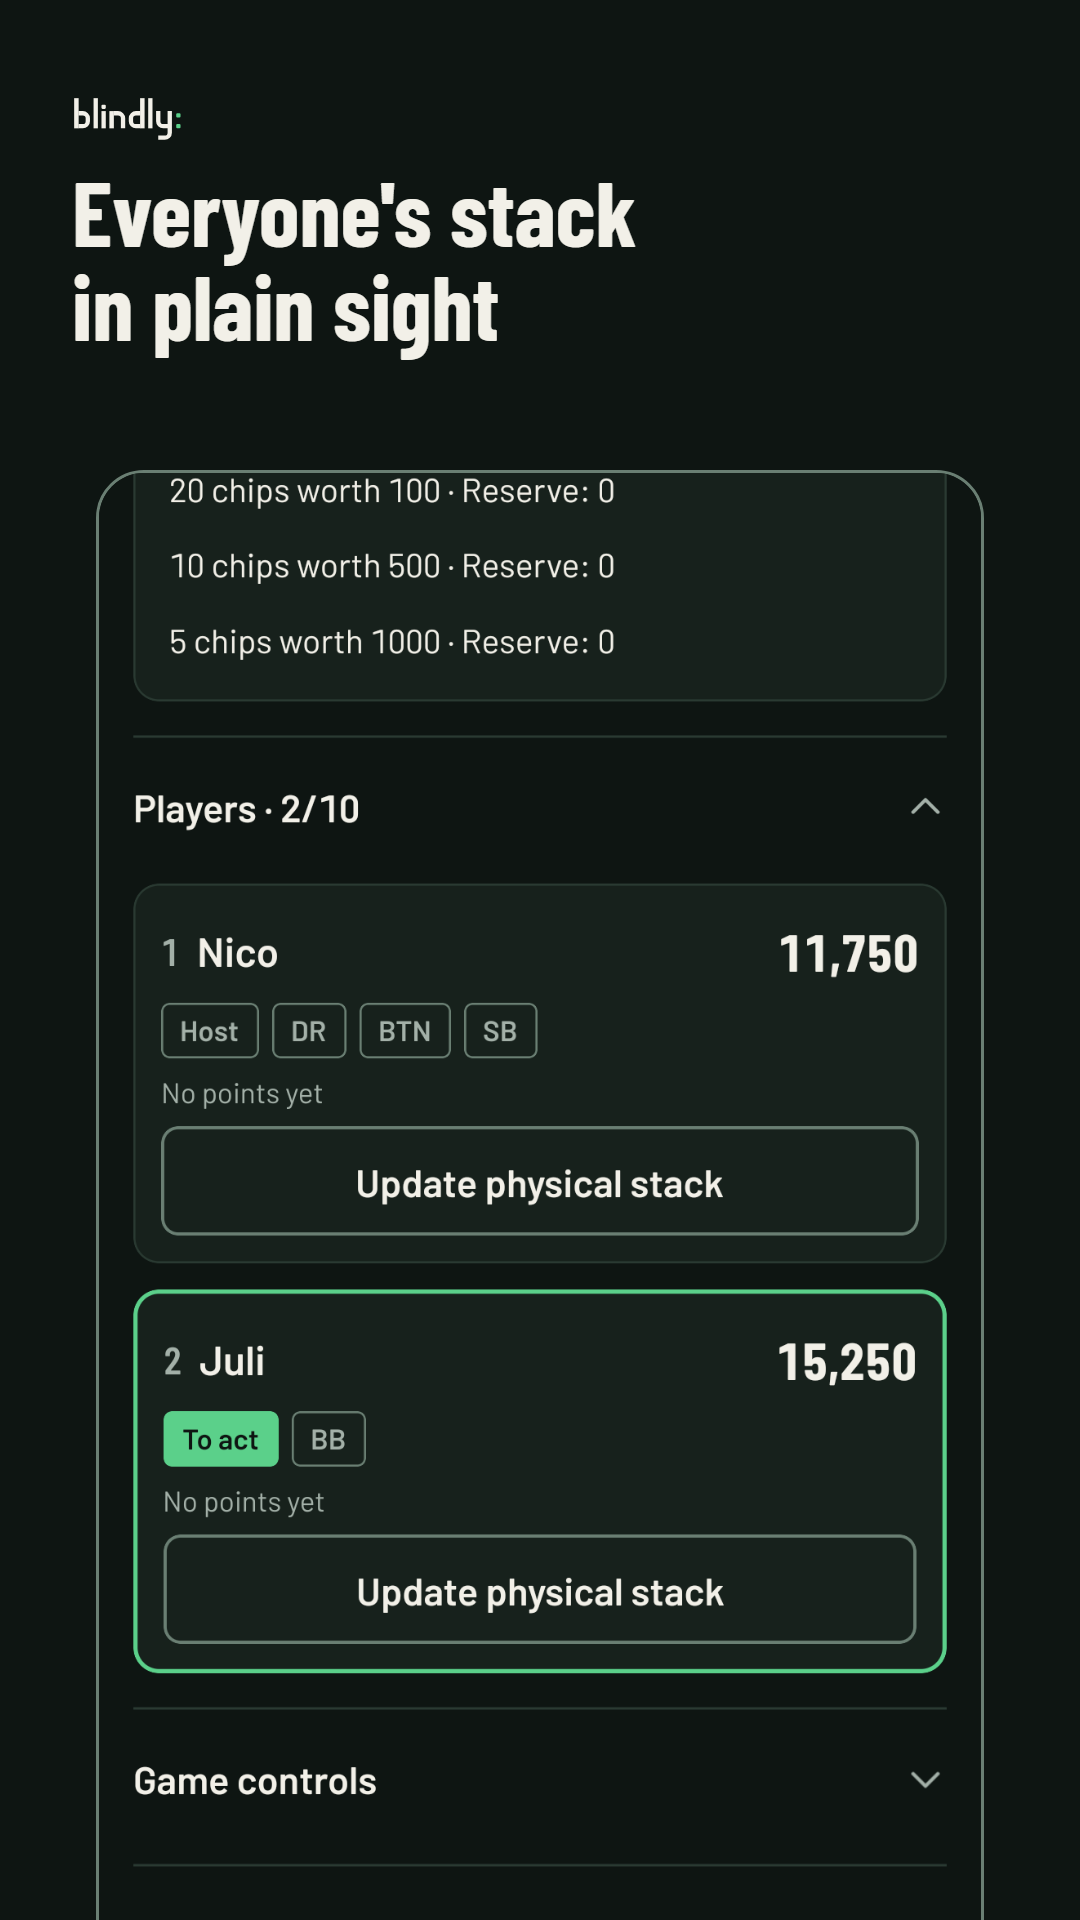 blindly:
Everyone's stack
in plain sight
20 chips worth 100 · Reserve: 0
10 chips worth 500 · Reserve: 0
5 chips worth 1000 · Reserve: 0
Players · 2/10
1 Nico 11,750
Host DR BTN SB
No points yet
Update physical stack
2 Juli 15,250
To act BB
No points yet
Update physical stack
Game controls